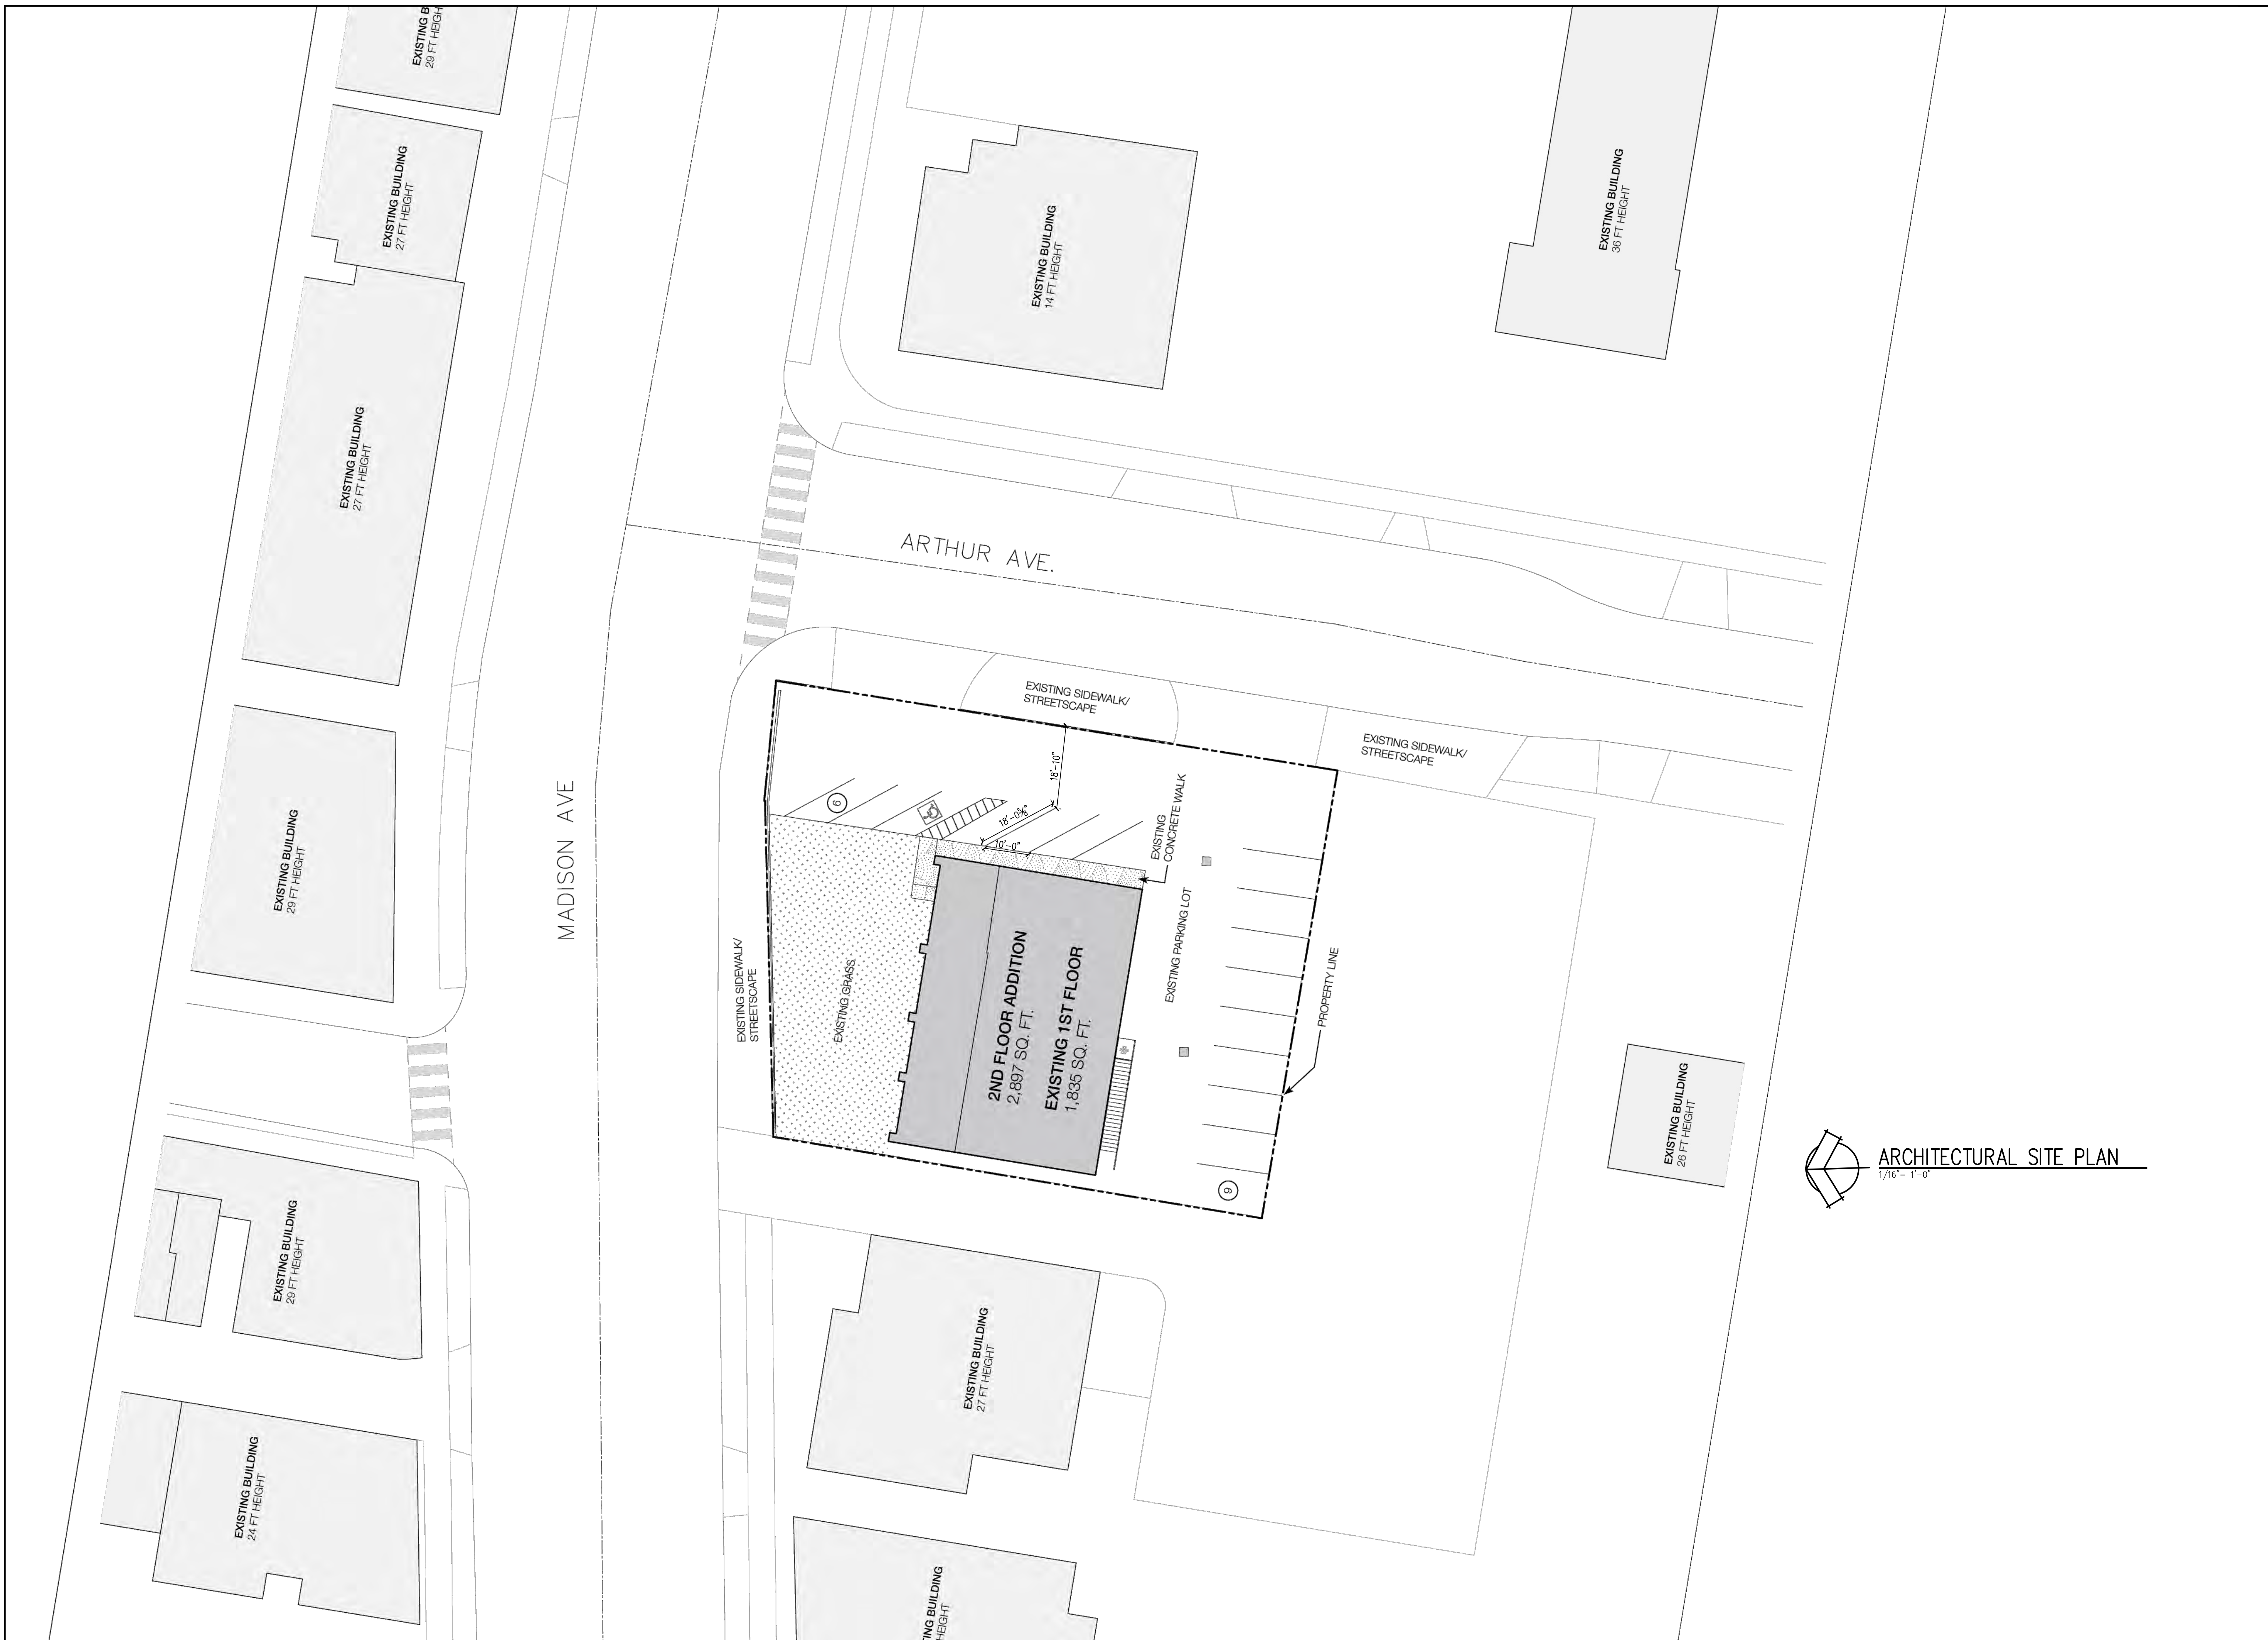 EXISTING B
29 FT HEIGH
EXISTING BUILDING
27 FT HEIGHT
EXISTING BUILDING
14 FT HEIGHT
EXISTING BUILDING
36 FT HEIGHT
EXISTING BUILDING
27 FT HEIGHT
ARTHUR AVE.
EXISTING SIDEWALK/
STREETSCAPE
EXISTING SIDEWALK/
STREETSCAPE
18'-10"
6
18'-0⅝"
10'-0"
EXISTING
CONCRETE WALK
MADISON AVE
EXISTING BUILDING
29 FT HEIGHT
EXISTING SIDEWALK/
STREETSCAPE
EXISTING GRASS
2ND FLOOR ADDITION
2,897 SQ. FT.
EXISTING 1ST FLOOR
1,835 SQ. FT.
EXISTING PARKING LOT
PROPERTY LINE
9
EXISTING BUILDING
26 FT HEIGHT
ARCHITECTURAL SITE PLAN
1/16"= 1'-0"
EXISTING BUILDING
29 FT HEIGHT
EXISTING BUILDING
27 FT HEIGHT
EXISTING BUILDING
24 FT HEIGHT
TING BUILDING
HEIGHT